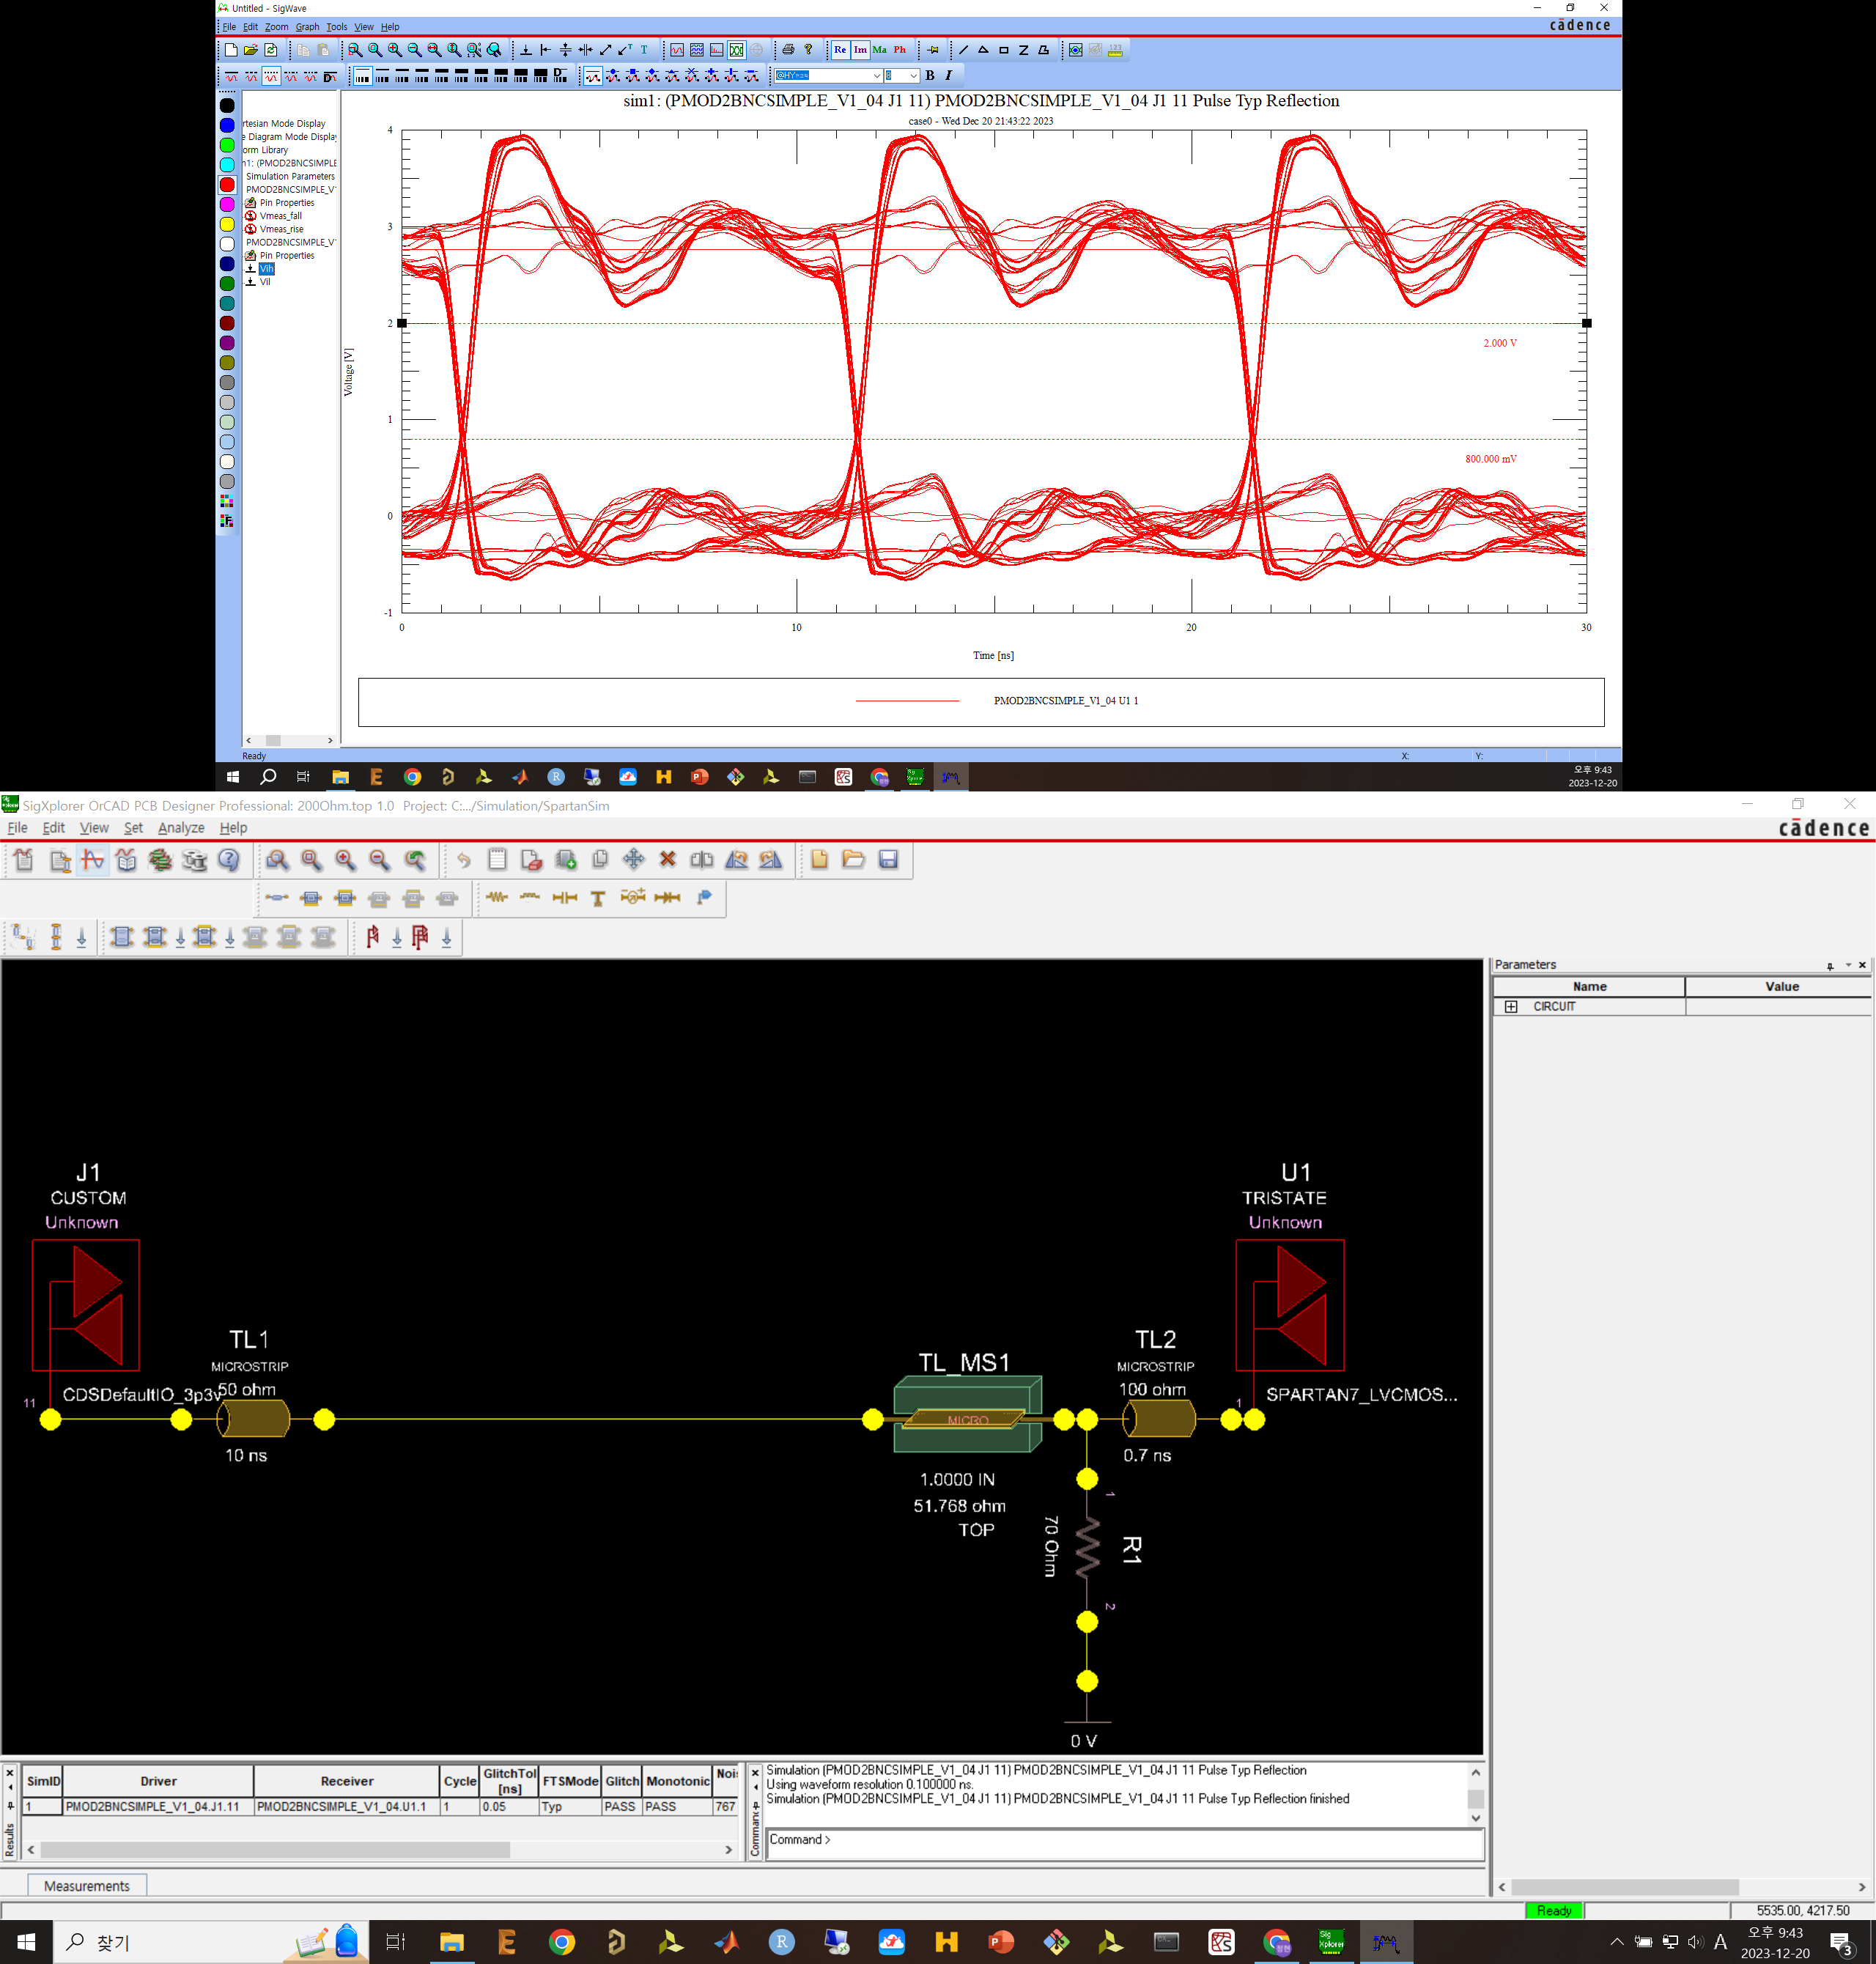 Untitled - SigWave
File Edit Zoom Graph Tools View Help
cādence
Re Im Ma Ph
B I
rtesian Mode Display
e Diagram Mode Display
orm Library
n1: (PMOD2BNCSIMPLE
Simulation Parameters
PMOD2BNCSIMPLE_V
Pin Properties
Vmeas_fall
Vmeas_rise
PMOD2BNCSIMPLE_V
Pin Properties
Vih
Vil
sim1: (PMOD2BNCSIMPLE_V1_04 J1 11) PMOD2BNCSIMPLE_V1_04 J1 11 Pulse Typ Reflection
case0 - Wed Dec 20 21:43:22 2023
4
3
2
1
0
-1
Voltage [V]
2.000 V
800.000 mV
0 10 20 30
Time [ns]
PMOD2BNCSIMPLE_V1_04 U1 1
Ready
X: Y:
오후 9:43
2023-12-20
SigXplorer OrCAD PCB Designer Professional: 200Ohm.top 1.0 Project: C:.../Simulation/SpartanSim
File Edit View Set Analyze Help
cādence
Parameters
Name Value
CIRCUIT
J1
CUSTOM
Unknown
11
CDSDefaultIO_3p3v
TL1
MICROSTRIP
50 ohm
10 ns
TL_MS1
MICRO
1.0000 IN
51.768 ohm
TOP
TL2
MICROSTRIP
100 ohm
0.7 ns
U1
TRISTATE
Unknown
1
SPARTAN7_LVCMOS...
1
70 Ohm
R1
2
0 V
SimID Driver Receiver Cycle GlitchTol [ns] FTSMode Glitch Monotonic Noi
1 PMOD2BNCSIMPLE_V1_04.J1.11 PMOD2BNCSIMPLE_V1_04.U1.1 1 0.05 Typ PASS PASS 767
Results
Simulation (PMOD2BNCSIMPLE_V1_04 J1 11) PMOD2BNCSIMPLE_V1_04 J1 11 Pulse Typ Reflection
Using waveform resolution 0.100000 ns.
Simulation (PMOD2BNCSIMPLE_V1_04 J1 11) PMOD2BNCSIMPLE_V1_04 J1 11 Pulse Typ Reflection finished
Command >
Command
Measurements
Ready
5535.00, 4217.50
찾기
A
오후 9:43
2023-12-20
3